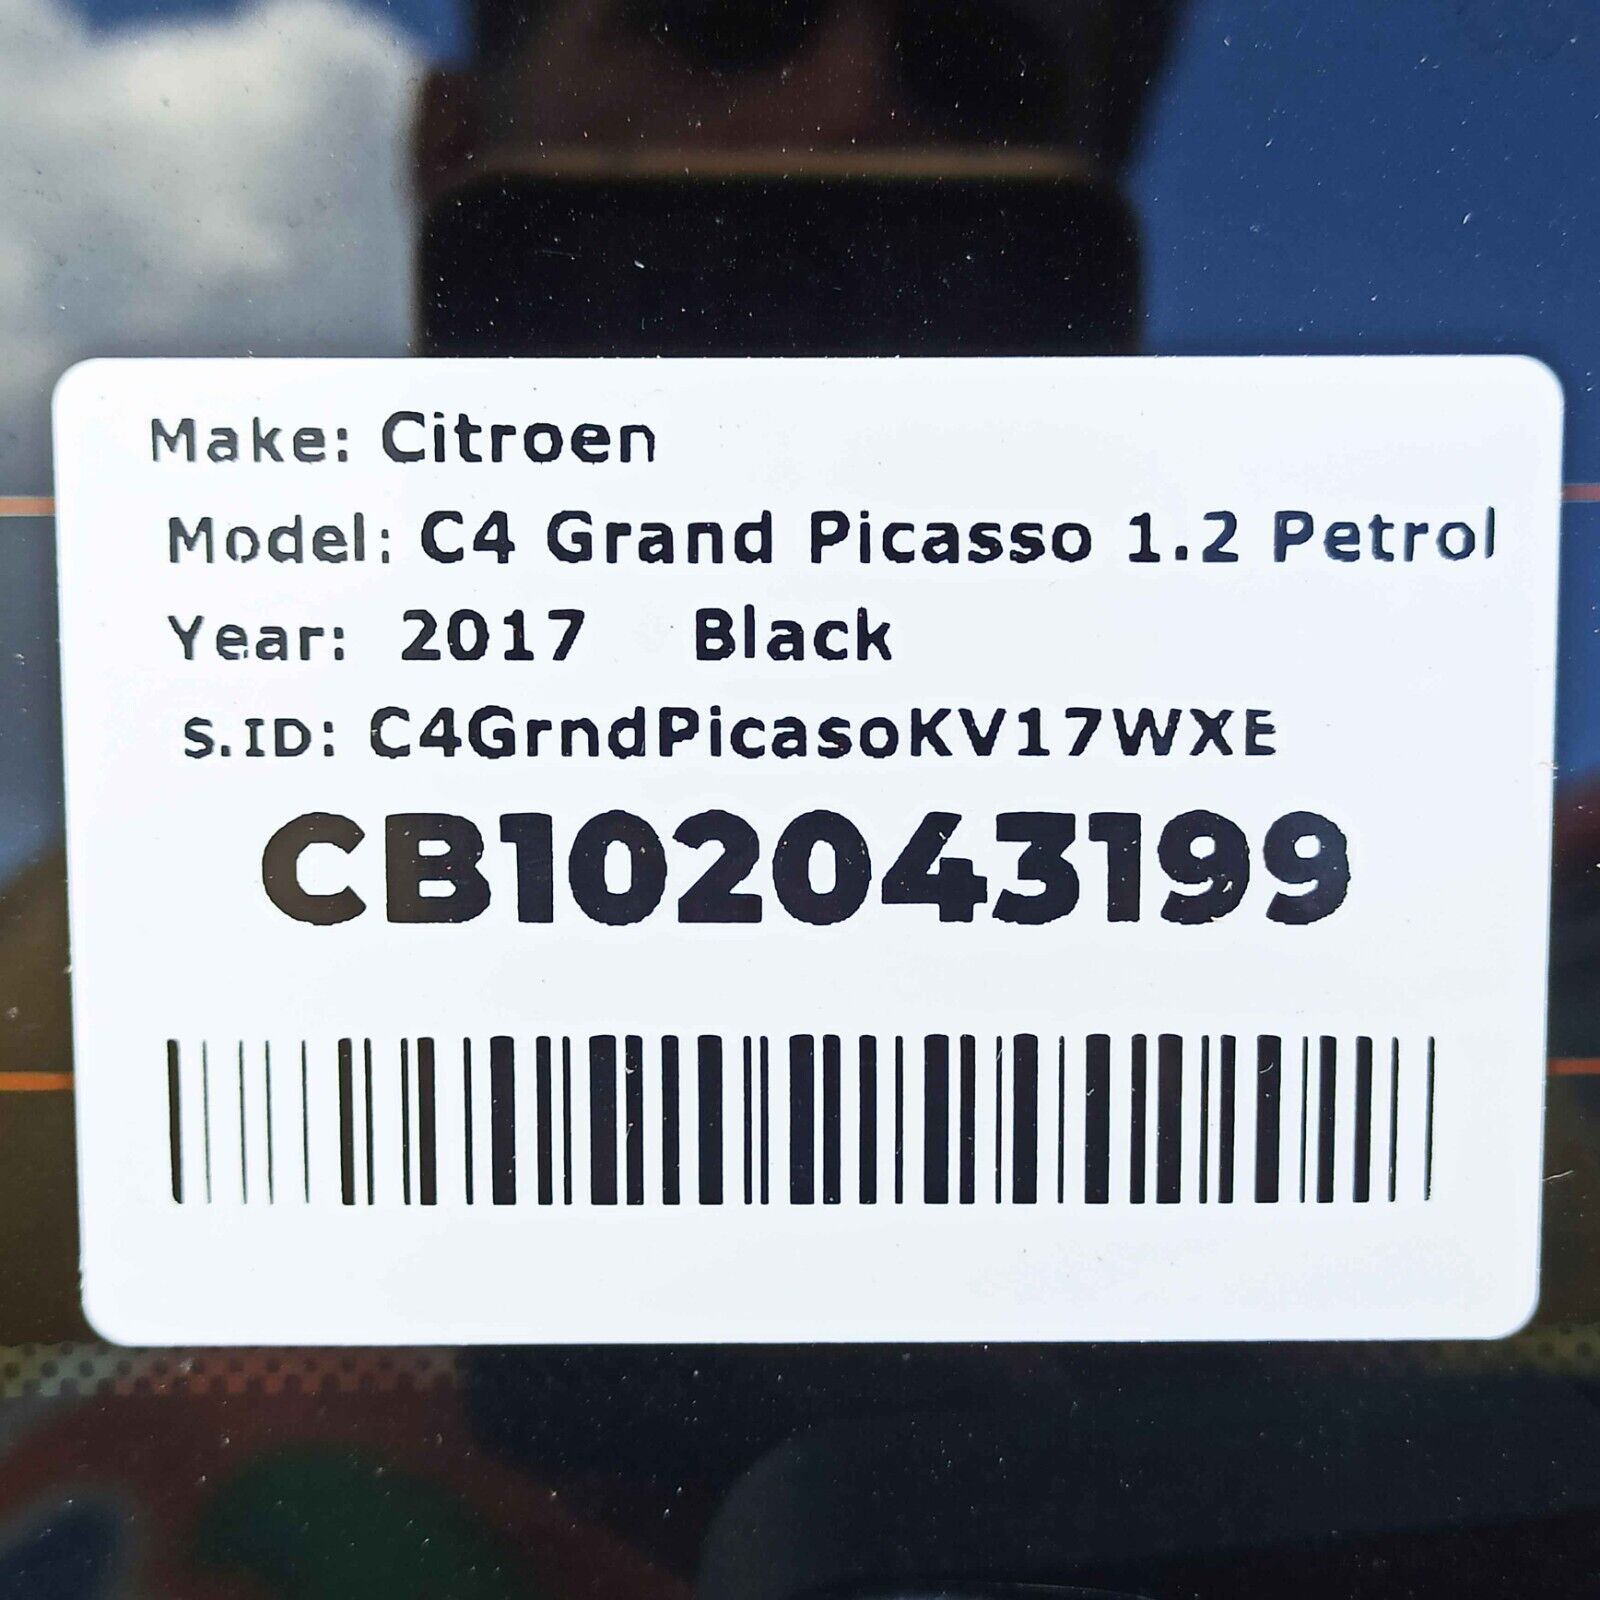 Make: Citroen
Model: C4 Grand Picasso 1.2 Petrol
Year: 2017 Black
S.ID: C4GrndPicasoKV17WXE
CB102043199